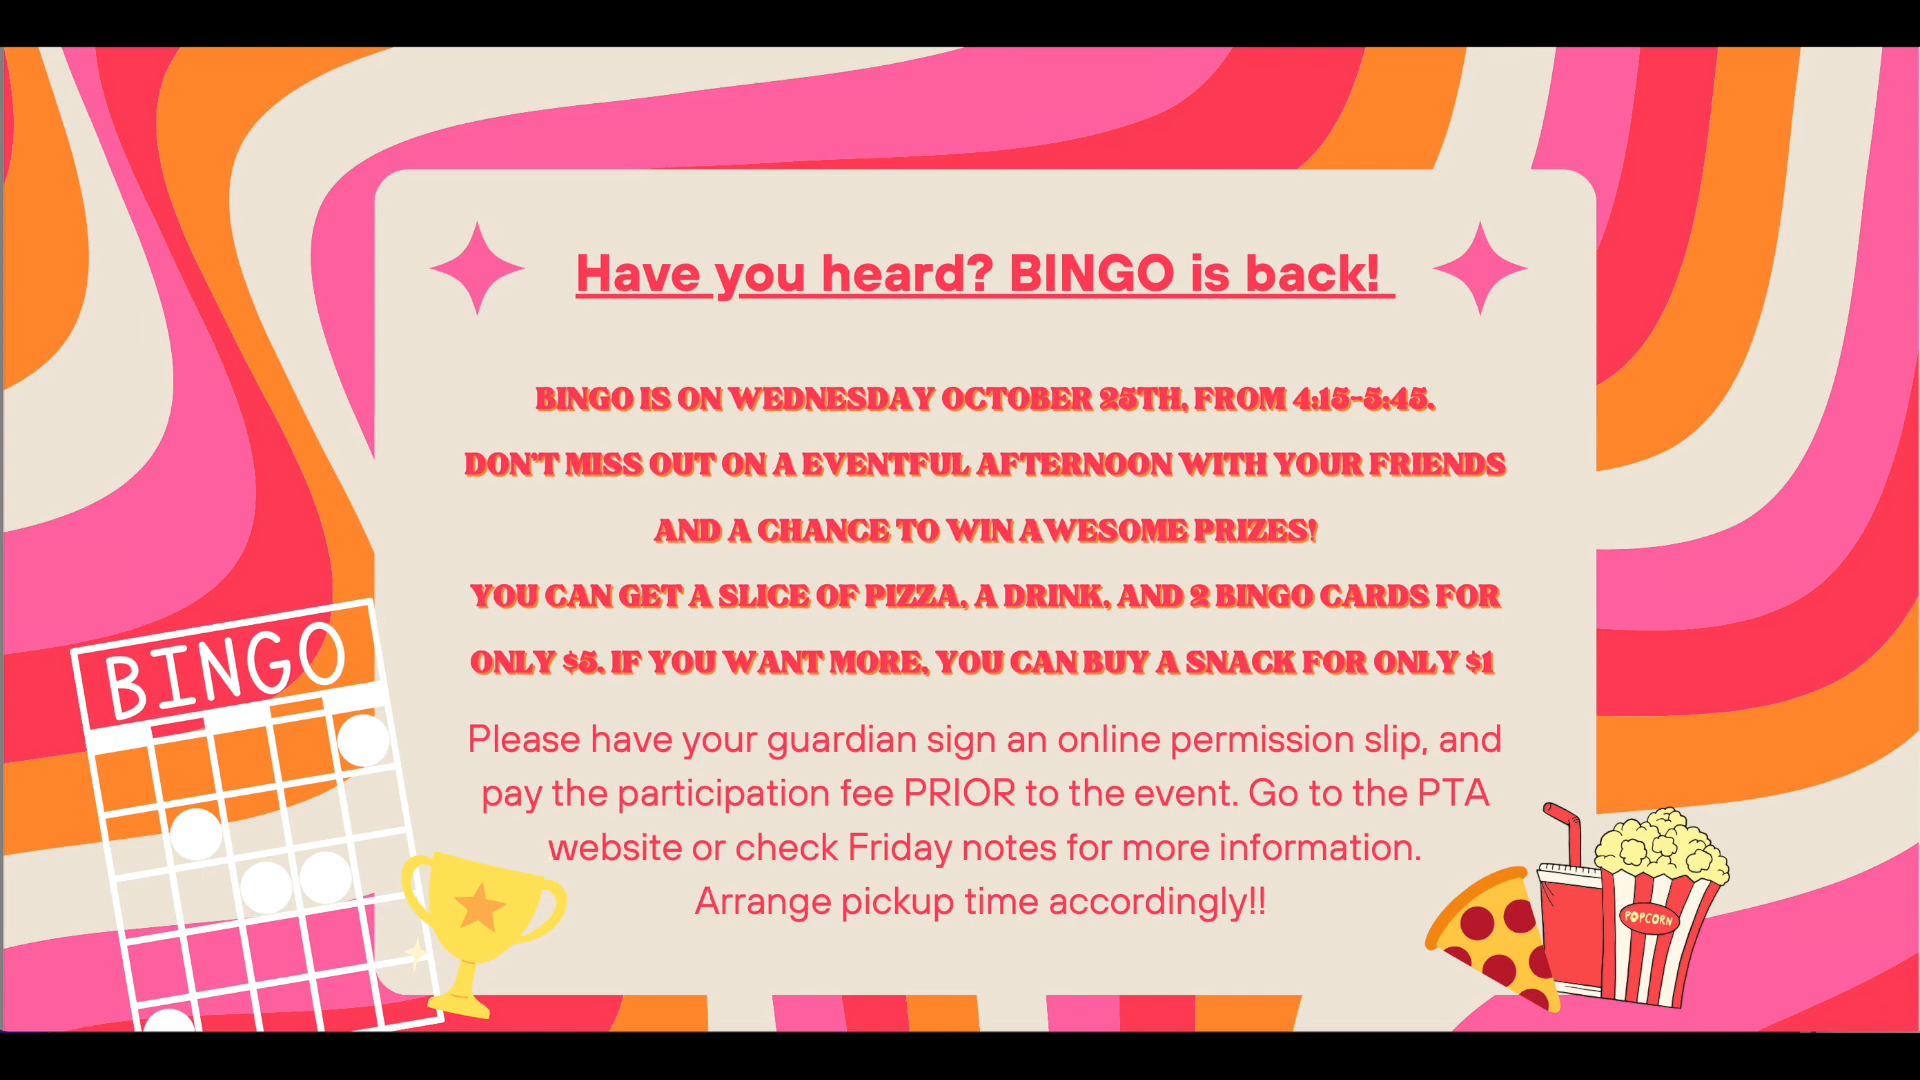 Have you heard? BINGO is back!
BINGO IS ON WEDNESDAY OCTOBER 25TH, FROM 4:15-5:45.
DON'T MISS OUT ON A EVENTFUL AFTERNOON WITH YOUR FRIENDS
AND A CHANCE TO WIN AWESOME PRIZES!
YOU CAN GET A SLICE OF PIZZA, A DRINK, AND 2 BINGO CARDS FOR
ONLY $5. IF YOU WANT MORE, YOU CAN BUY A SNACK FOR ONLY $1
Please have your guardian sign an online permission slip, and
pay the participation fee PRIOR to the event. Go to the PTA
website or check Friday notes for more information.
Arrange pickup time accordingly!!
BINGO
POPCORN